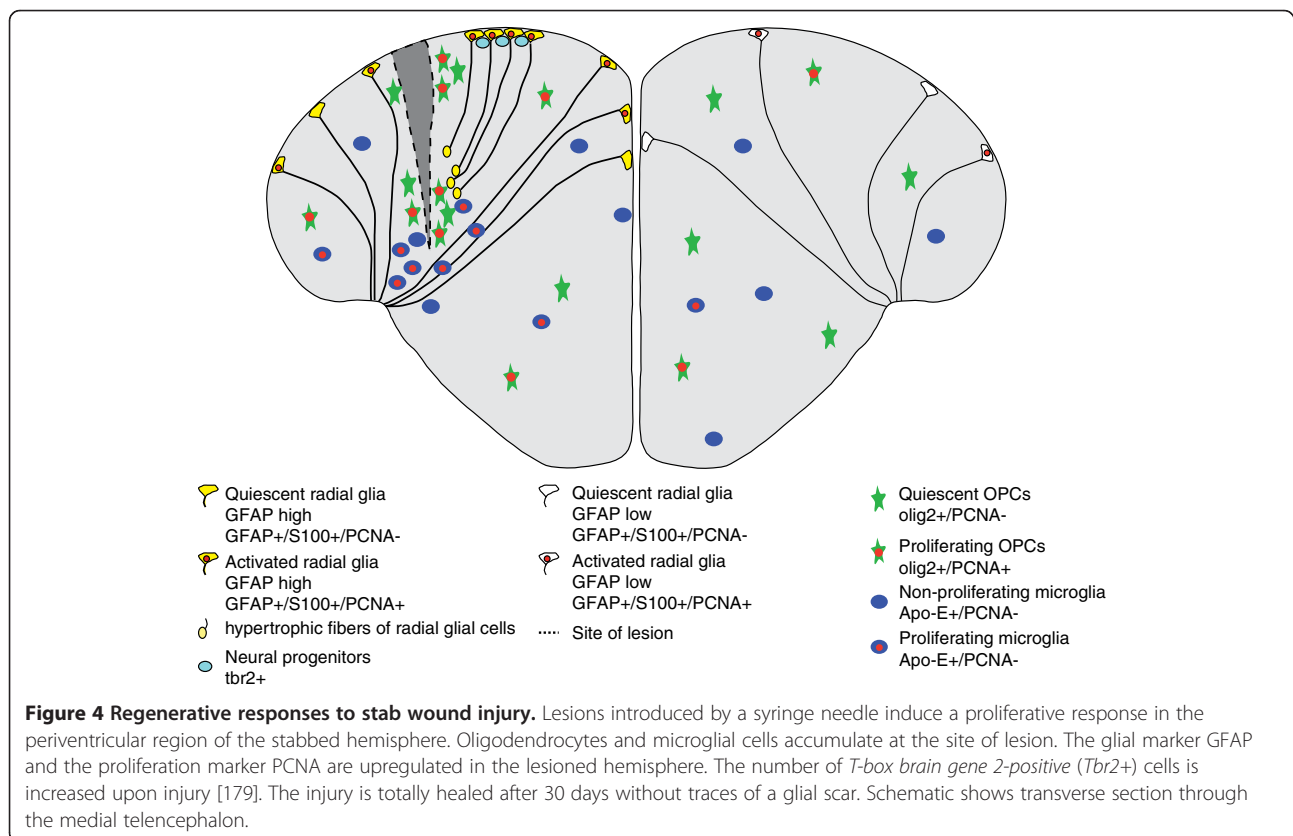 Quiescent radial glia
GFAP high
GFAP+/S100+/PCNA-
Activated radial glia
GFAP high
GFAP+/S100+/PCNA+
hypertrophic fibers of radial glial cells
Neural progenitors
tbr2+
Quiescent radial glia
GFAP low
GFAP+/S100+/PCNA-
Activated radial glia
GFAP low
GFAP+/S100+/PCNA+
Site of lesion
Quiescent OPCs
olig2+/PCNA-
Proliferating OPCs
olig2+/PCNA+
Non-proliferating microglia
Apo-E+/PCNA-
Proliferating microglia
Apo-E+/PCNA-
Figure 4 Regenerative responses to stab wound injury. Lesions introduced by a syringe needle induce a proliferative response in the
periventricular region of the stabbed hemisphere. Oligodendrocytes and microglial cells accumulate at the site of lesion. The glial marker GFAP
and the proliferation marker PCNA are upregulated in the lesioned hemisphere. The number of T-box brain gene 2-positive (Tbr2+) cells is
increased upon injury [179]. The injury is totally healed after 30 days without traces of a glial scar. Schematic shows transverse section through
the medial telencephalon.